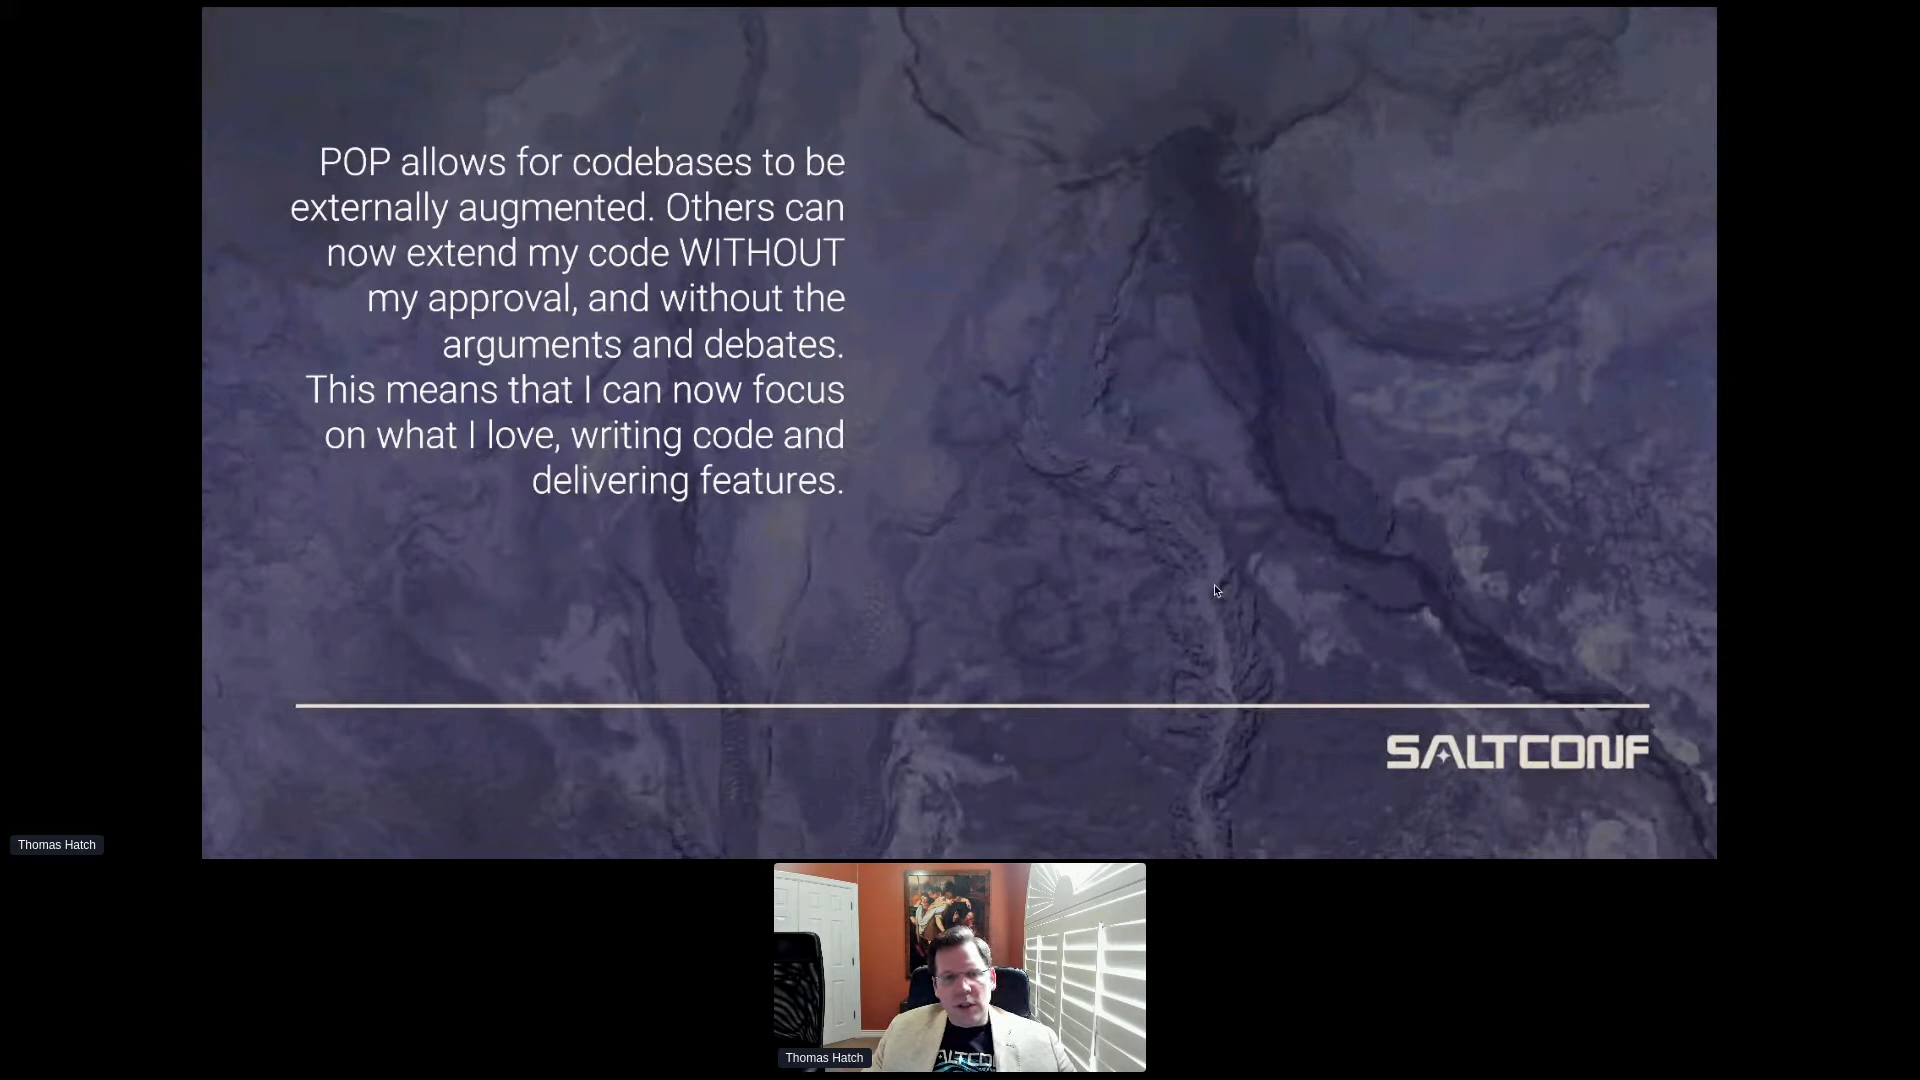 POP allows for codebases to be
externally augmented. Others can
now extend my code WITHOUT
my approval, and without the
arguments and debates.
This means that I can now focus
on what I love, writing code and
delivering features.
SALTCONF
Thomas Hatch
Thomas Hatch